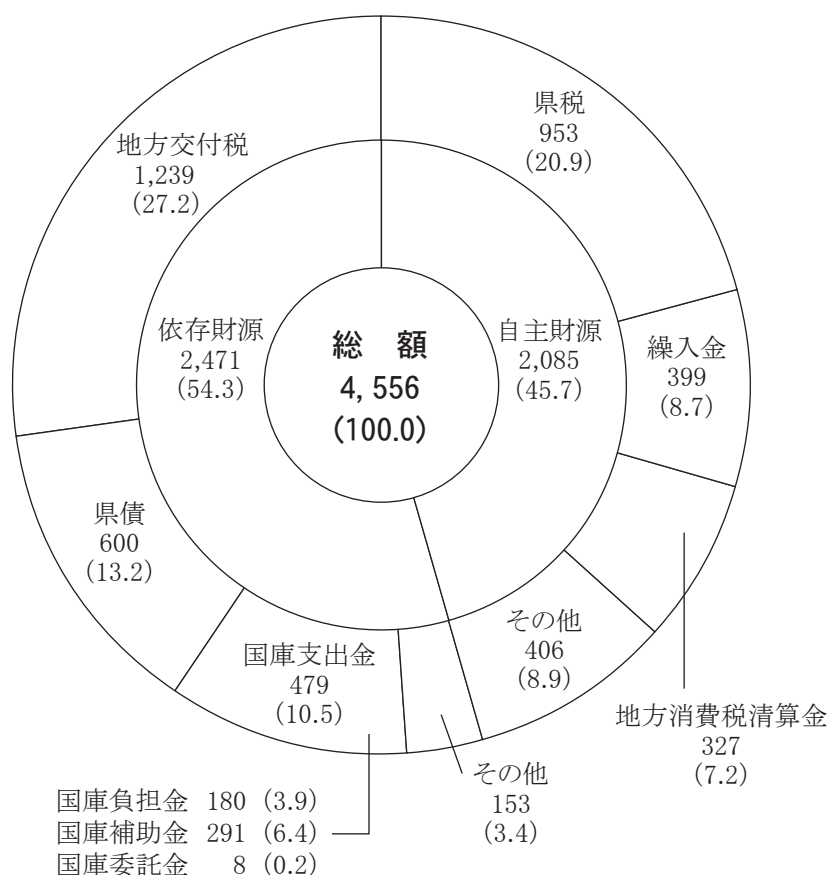 総　額
4,556
(100.0)
自主財源
2,085
(45.7)
県税
953
(20.9)
繰入金
399
(8.7)
地方消費税清算金
327
(7.2)
その他
406
(8.9)
依存財源
2,471
(54.3)
地方交付税
1,239
(27.2)
県債
600
(13.2)
国庫支出金
479
(10.5)
国庫負担金 180 (3.9)
国庫補助金 291 (6.4)
国庫委託金 8 (0.2)
その他
153
(3.4)